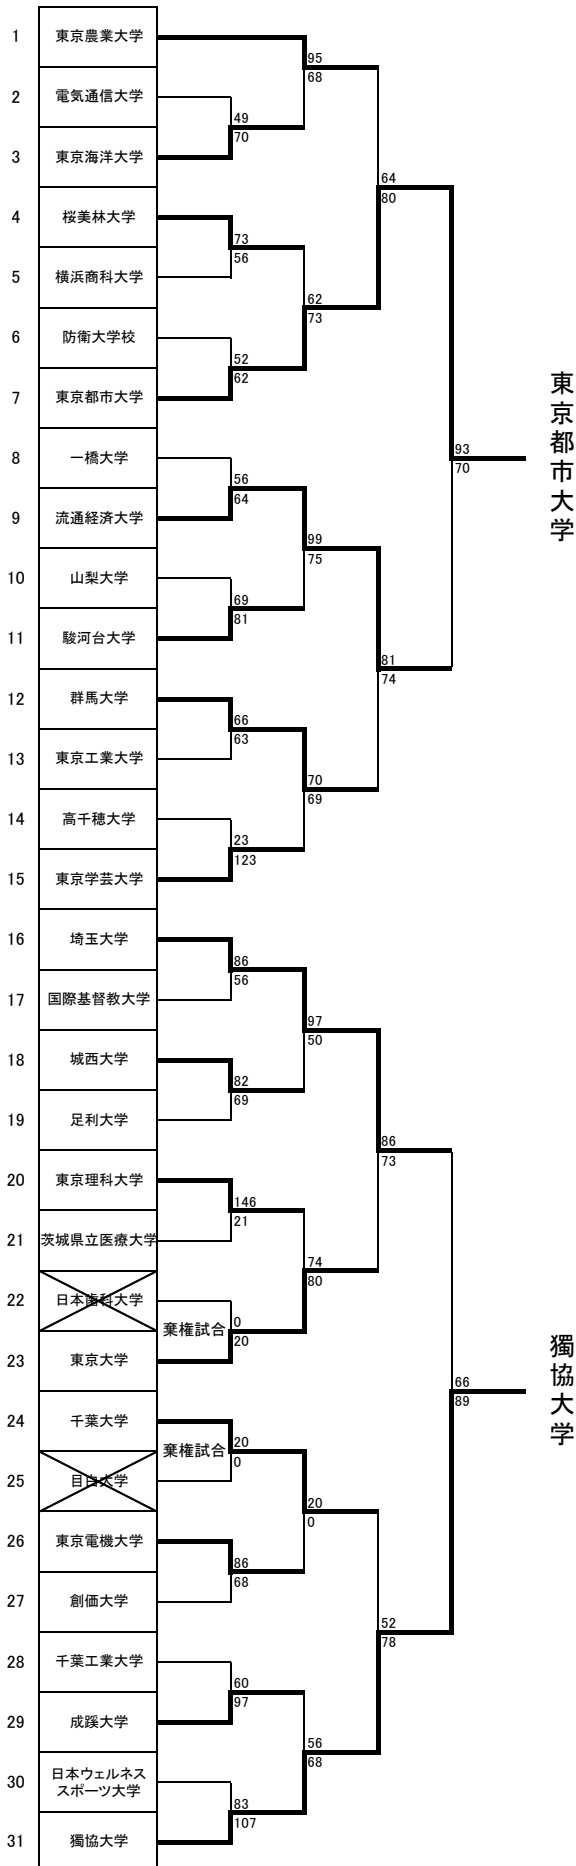 1 東京農業大学
95
68
2 電気通信大学
49
70
3 東京海洋大学
64
80
4 桜美林大学
73
56
5 横浜商科大学
62
73
6 防衛大学校
52
62
7 東京都市大学
93
70
東京都市大学
8 一橋大学
56
64
9 流通経済大学
99
75
10 山梨大学
69
81
11 駿河台大学
81
74
12 群馬大学
66
63
13 東京工業大学
70
69
14 高千穂大学
23
123
15 東京学芸大学
16 埼玉大学
86
56
17 国際基督教大学
97
50
18 城西大学
82
69
19 足利大学
86
73
20 東京理科大学
146
21
21 茨城県立医療大学
74
80
22 日本歯科大学
棄権試合
0
20
23 東京大学
66
89
獨協大学
24 千葉大学
棄権試合
20
0
25 目白大学
20
0
26 東京電機大学
86
68
27 創価大学
52
78
28 千葉工業大学
60
97
29 成蹊大学
56
68
30 日本ウェルネス
スポーツ大学
83
107
31 獨協大学